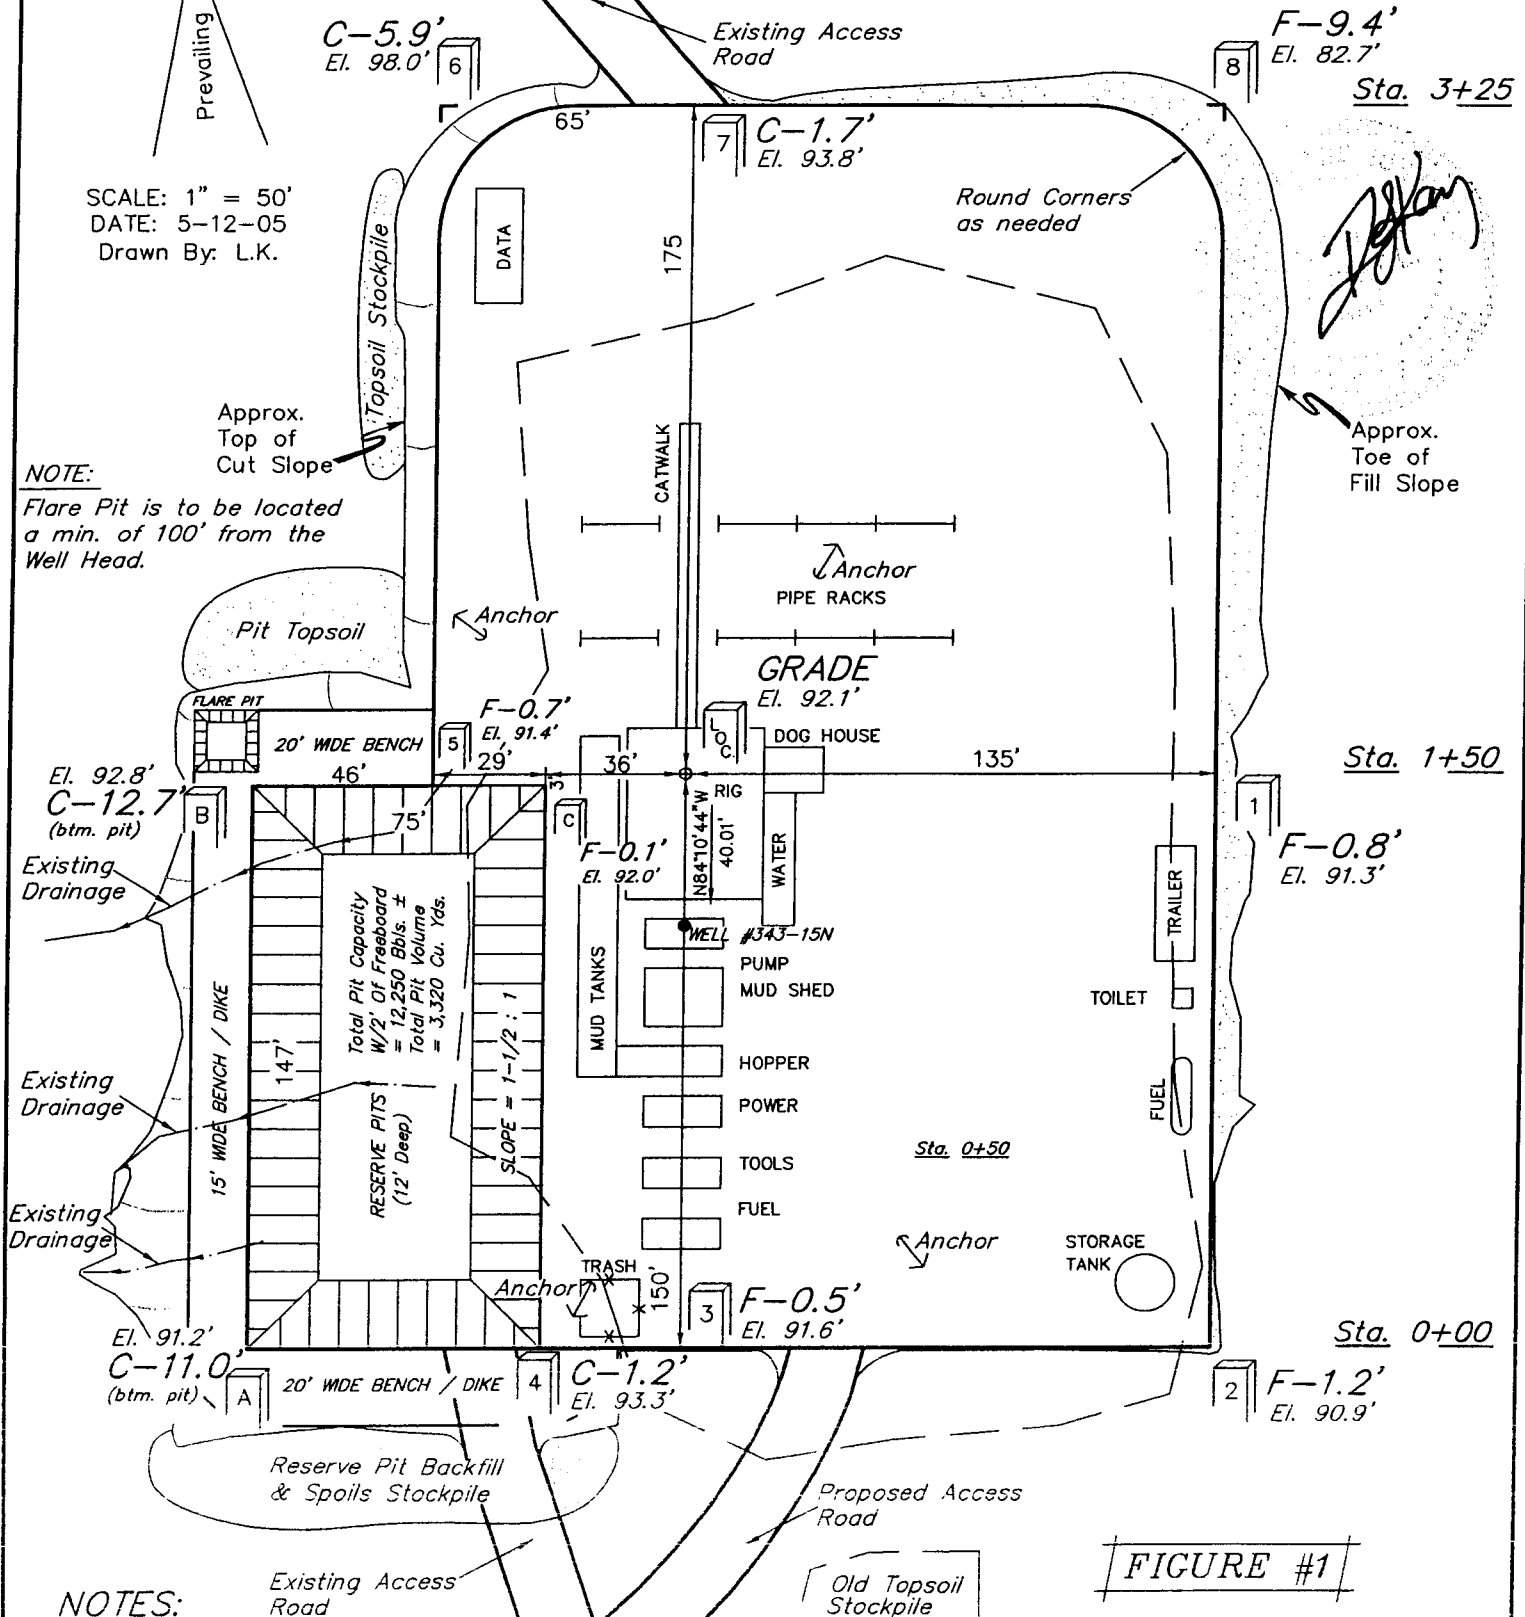 Prevailing
C-5.9'
El. 98.0'
6
Existing Access
Road
F-9.4'
El. 82.7'
8
Sta. 3+25
65'
7
C-1.7'
El. 93.8'
SCALE: 1" = 50'
DATE: 5-12-05
Drawn By: L.K.
Topsoil Stockpile
DATA
175
Round Corners
as needed
Approx.
Top of
Cut Slope
CATWALK
Approx.
Toe of
Fill Slope
NOTE:
Flare Pit is to be located
a min. of 100' from the
Well Head.
Anchor
PIPE RACKS
Anchor
Pit Topsoil
GRADE
El. 92.1'
FLARE PIT
F-0.7'
El. 91.4'
5
LOC.
20' WIDE BENCH
DOG HOUSE
29'
36'
135'
Sta. 1+50
El. 92.8'
C-12.7'
(btm. pit)
B
46'
3'
RIG
1
75'
C
F-0.1'
El. 92.0'
N84°10'44"W
40.01'
WATER
F-0.8'
El. 91.3'
Existing
Drainage
TRAILER
Total Pit Capacity
W/2' Of Freeboard
= 12,250 Bbls. ±
Total Pit Volume
= 3,320 Cu. Yds.
WELL #343-15N
PUMP
MUD SHED
MUD TANKS
TOILET
15' WIDE BENCH / DIKE
147'
SLOPE = 1-1/2 : 1
HOPPER
Existing
Drainage
RESERVE PITS
(12' Deep)
POWER
FUEL
Sta. 0+50
TOOLS
FUEL
Existing
Drainage
Anchor
STORAGE
TANK
TRASH
Anchor
150'
3
F-0.5'
El. 91.6'
Sta. 0+00
El. 91.2'
C-11.0'
(btm. pit)
A
20' WIDE BENCH / DIKE
4
C-1.2'
El. 93.3'
2
F-1.2'
El. 90.9'
Reserve Pit Backfill
& Spoils Stockpile
Proposed Access
Road
FIGURE #1
NOTES:
Existing Access
Road
Old Topsoil
Stockpile